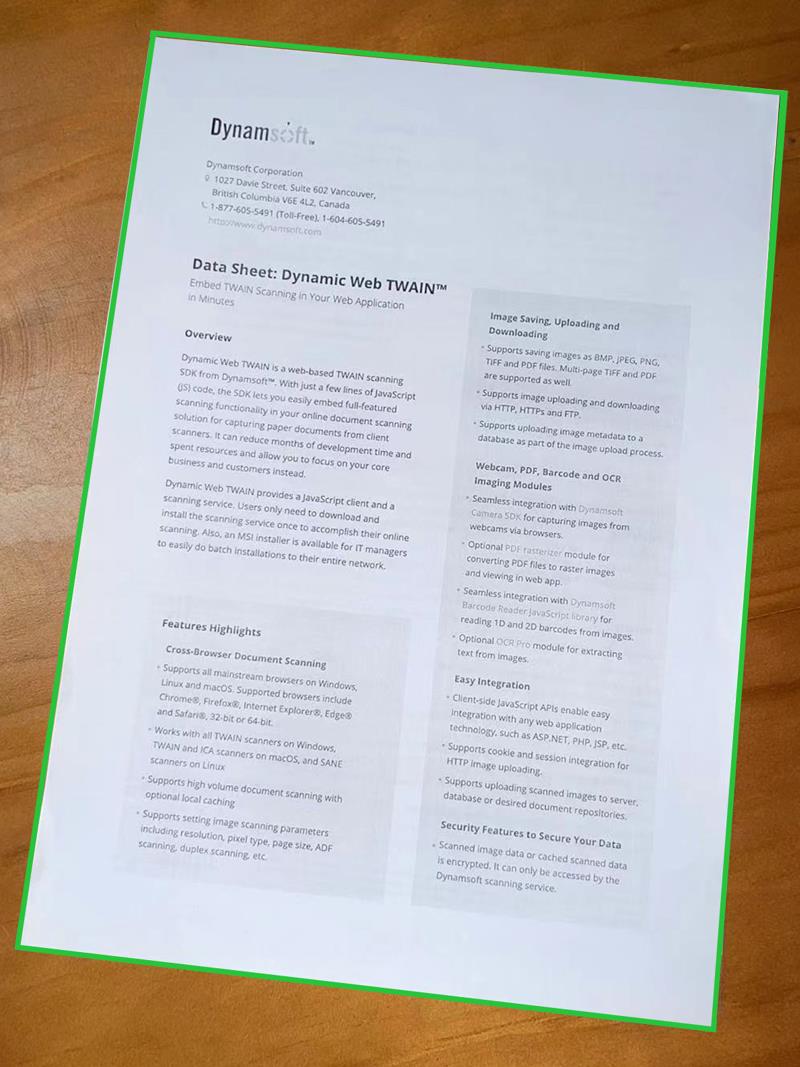 Dynamsoft™
Dynamsoft Corporation
1027 Davie Street, Suite 602 Vancouver,
British Columbia V6E 4L2, Canada
1-877-605-5491 (Toll-Free), 1-604-605-5491
http://www.dynamsoft.com
Data Sheet: Dynamic Web TWAIN™
Embed TWAIN Scanning in Your Web Application
in Minutes
Overview
Dynamic Web TWAIN is a web-based TWAIN scanning
SDK from Dynamsoft™. With just a few lines of JavaScript
(JS) code, the SDK lets you easily embed full-featured
scanning functionality in your online document scanning
solution for capturing paper documents from client
scanners. It can reduce months of development time and
spent resources and allow you to focus on your core
business and customers instead.
Dynamic Web TWAIN provides a JavaScript client and a
scanning service. Users only need to download and
install the scanning service once to accomplish their online
scanning. Also, an MSI installer is available for IT managers
to easily do batch installations to their entire network.
Features Highlights
Cross-Browser Document Scanning
• Supports all mainstream browsers on Windows,
Linux and macOS. Supported browsers include
Chrome®, Firefox®, Internet Explorer®, Edge®
and Safari®, 32-bit or 64-bit.
• Works with all TWAIN scanners on Windows,
TWAIN and ICA scanners on macOS, and SANE
scanners on Linux
• Supports high volume document scanning with
optional local caching
• Supports setting image scanning parameters
including resolution, pixel type, page size, ADF
scanning, duplex scanning, etc.
Image Saving, Uploading and
Downloading
• Supports saving images as BMP, JPEG, PNG,
TIFF and PDF files. Multi-page TIFF and PDF
are supported as well.
• Supports image uploading and downloading
via HTTP, HTTPs and FTP.
• Supports uploading image metadata to a
database as part of the image upload process.
Webcam, PDF, Barcode and OCR
Imaging Modules
• Seamless integration with Dynamsoft
Camera SDK for capturing images from
webcams via browsers.
• Optional PDF rasterizer module for
converting PDF files to raster images
and viewing in web app.
• Seamless integration with Dynamsoft
Barcode Reader JavaScript library for
reading 1D and 2D barcodes from images.
• Optional OCR Pro module for extracting
text from images.
Easy Integration
• Client-side JavaScript APIs enable easy
integration with any web application
technology, such as ASP.NET, PHP, JSP, etc.
• Supports cookie and session integration for
HTTP image uploading.
• Supports uploading scanned images to server,
database or desired document repositories.
Security Features to Secure Your Data
• Scanned image data or cached scanned data
is encrypted. It can only be accessed by the
Dynamsoft scanning service.